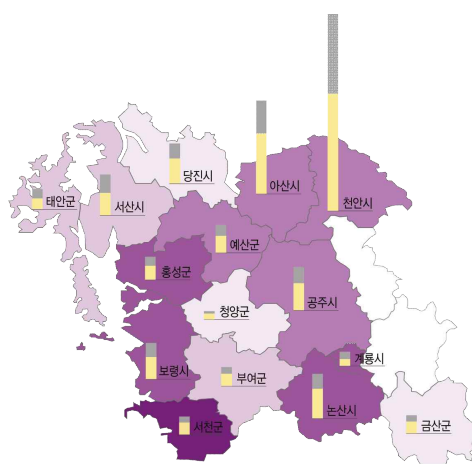 당진시
아산시
천안시
태안군
서산시
예산군
홍성군
청양군
공주시
계룡시
보령시
부여군
논산시
금산군
서천군